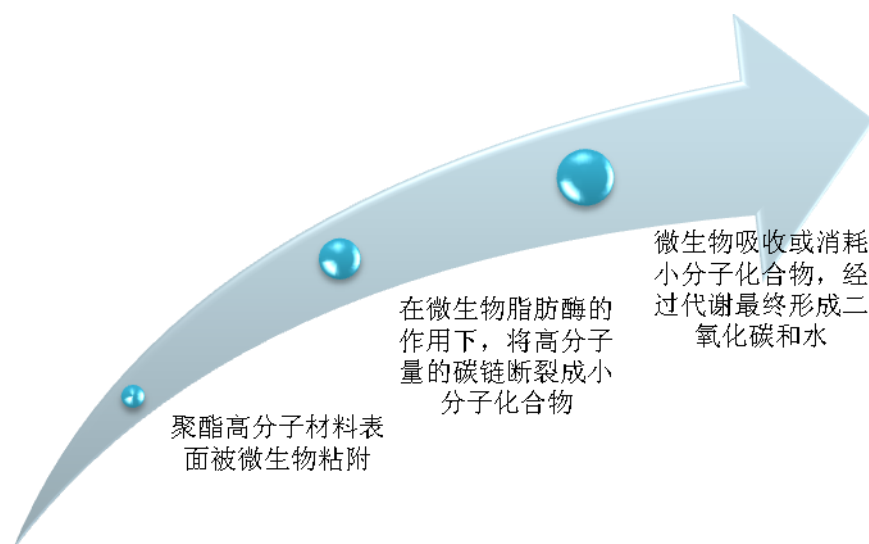 聚酯高分子材料表
面被微生物粘附
在微生物脂肪酶的
作用下，将高分子
量的碳链断裂成小
分子化合物
微生物吸收或消耗
小分子化合物，经
过代谢最终形成二
氧化碳和水